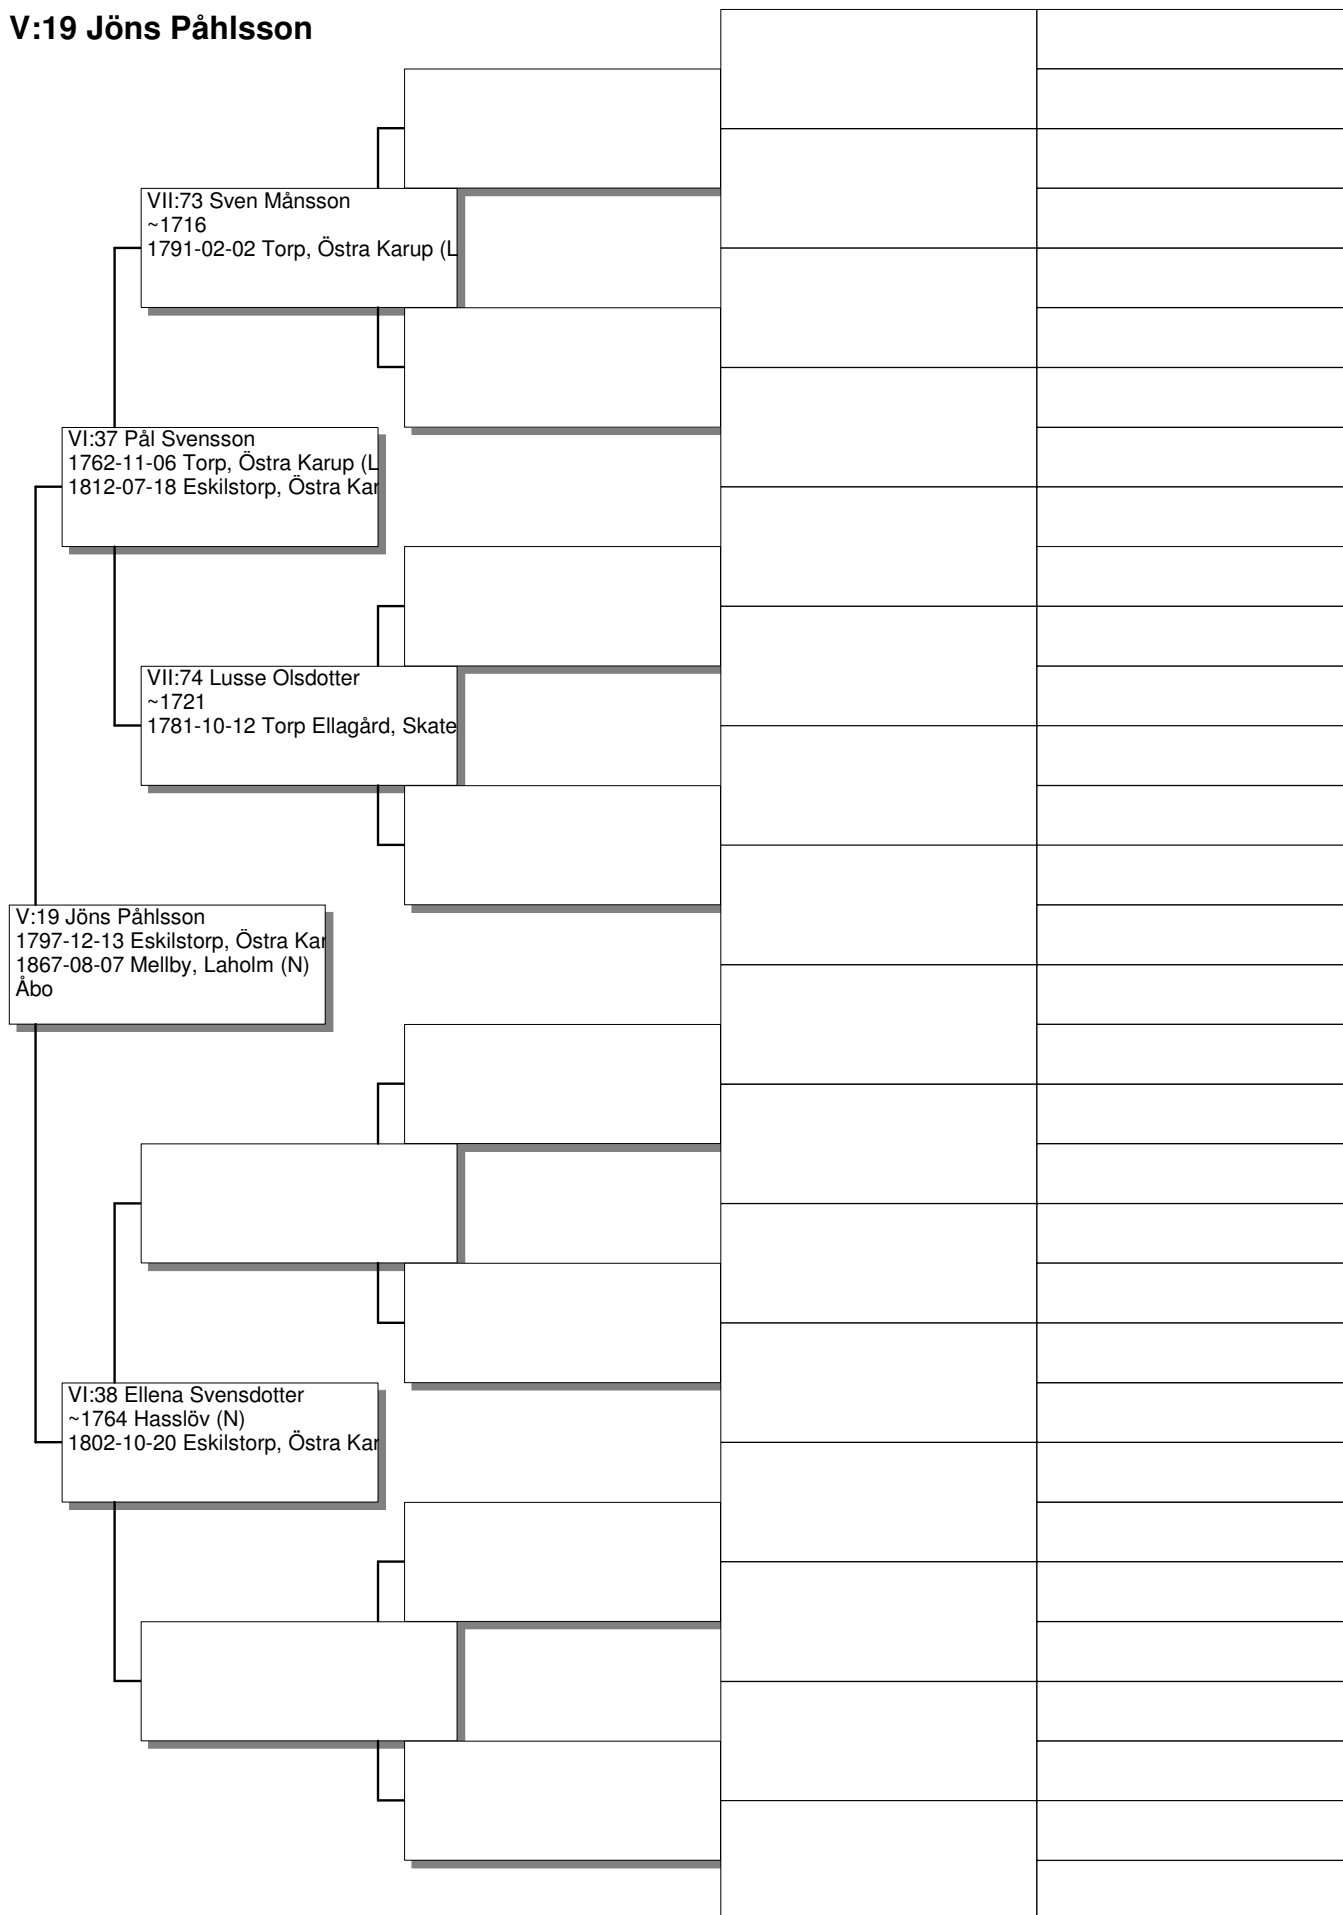 V:19 Jöns Påhlsson
VII:73 Sven Månsson
~1716
1791-02-02 Torp, Östra Karup (L
VI:37 Pål Svensson
1762-11-06 Torp, Östra Karup (L
1812-07-18 Eskilstorp, Östra Kar
VII:74 Lusse Olsdotter
~1721
1781-10-12 Torp Ellagård, Skate
V:19 Jöns Påhlsson
1797-12-13 Eskilstorp, Östra Kar
1867-08-07 Mellby, Laholm (N)
Åbo
VI:38 Ellena Svensdotter
~1764 Hasslöv (N)
1802-10-20 Eskilstorp, Östra Kar